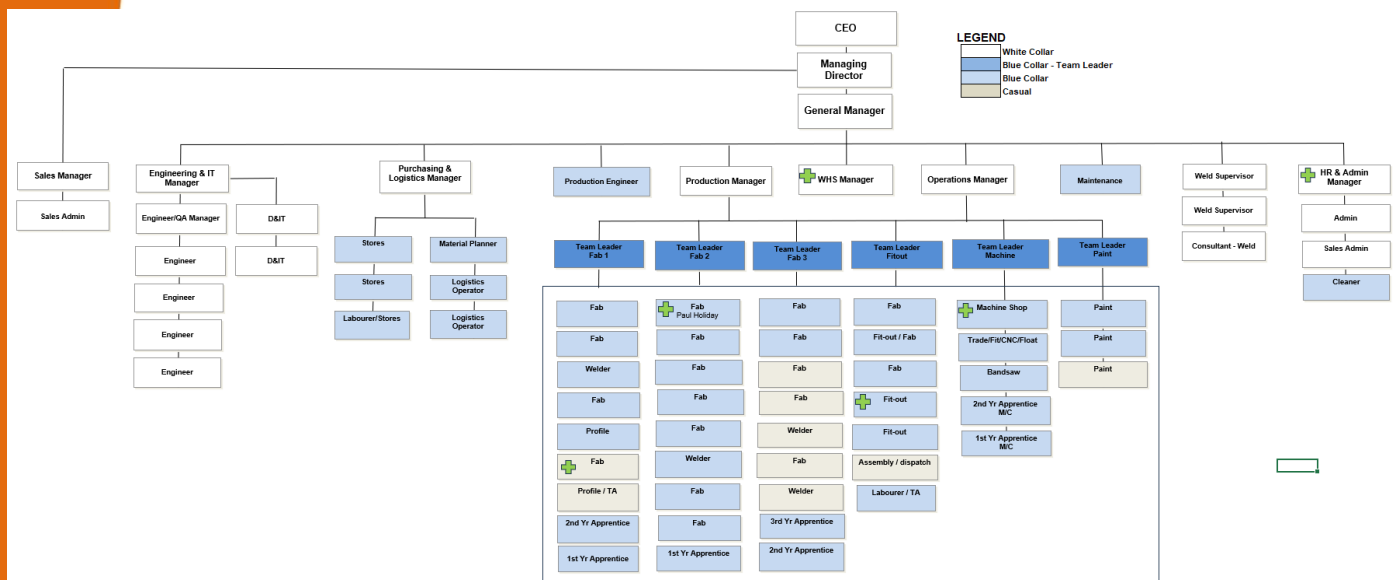 CEO
LEGEND
White Collar
Blue Collar - Team Leader
Blue Collar
Casual
Managing
Director
General Manager
Sales Manager
Sales Admin
Engineering & IT
Manager
Engineer/QA Manager
Engineer
Engineer
Engineer
Engineer
D&IT
D&IT
Purchasing &
Logistics Manager
Stores
Stores
Labourer/Stores
Material Planner
Logistics
Operator
Logistics
Operator
Production Engineer
Production Manager
WHS Manager
Operations Manager
Maintenance
Weld Supervisor
Weld Supervisor
Consultant - Weld
HR & Admin
Manager
Admin
Sales Admin
Cleaner
Team Leader
Fab 1
Fab
Fab
Welder
Fab
Profile
Fab
Profile / TA
2nd Yr Apprentice
1st Yr Apprentice
Team Leader
Fab 2
Fab
Paul Holiday
Fab
Fab
Fab
Fab
Welder
Fab
Fab
1st Yr Apprentice
Team Leader
Fab 3
Fab
Fab
Fab
Fab
Welder
Fab
Welder
3rd Yr Apprentice
2nd Yr Apprentice
Team Leader
Fitout
Fab
Fit-out / Fab
Fab
Fit-out
Fit-out
Assembly / dispatch
Labourer / TA
Team Leader
Machine
Machine Shop
Trade/Fit/CNC/Float
Bandsaw
2nd Yr Apprentice
M/C
1st Yr Apprentice
M/C
Team Leader
Paint
Paint
Paint
Paint